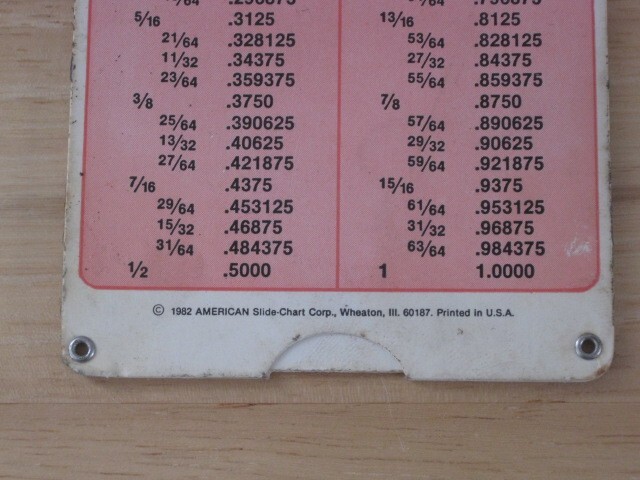 5/16 .3125 13/16 .8125
21/64 .328125 53/64 .828125
11/32 .34375 27/32 .84375
23/64 .359375 55/64 .859375
3/8 .3750 7/8 .8750
25/64 .390625 57/64 .890625
13/32 .40625 29/32 .90625
27/64 .421875 59/64 .921875
7/16 .4375 15/16 .9375
29/64 .453125 61/64 .953125
15/32 .46875 31/32 .96875
31/64 .484375 63/64 .984375
1/2 .5000 1 1.0000
© 1982 AMERICAN Slide-Chart Corp., Wheaton, Ill. 60187. Printed in U.S.A.